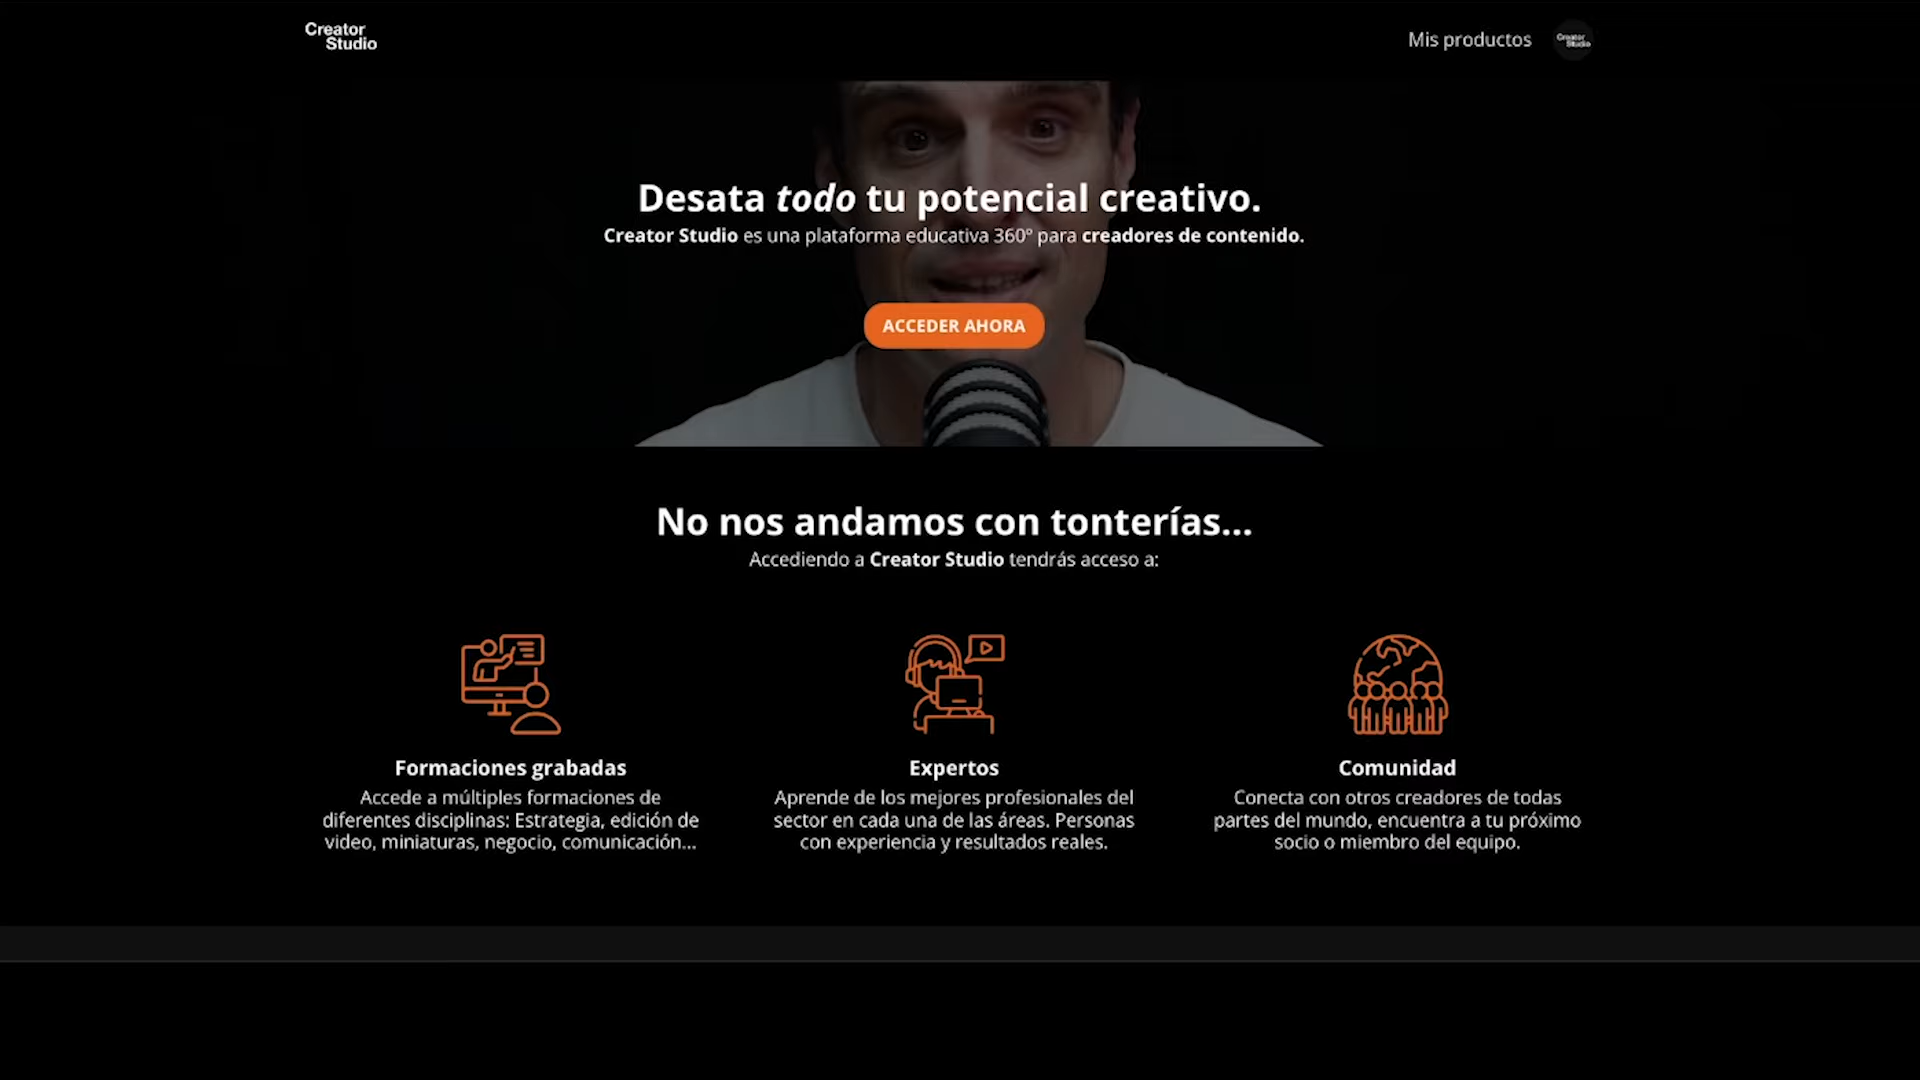 Creator
Studio
Mis productos
Creator
Studio
Desata todo tu potencial creativo.
Creator Studio es una plataforma educativa 360º para creadores de contenido.
ACCEDER AHORA
No nos andamos con tonterías...
Accediendo a Creator Studio tendrás acceso a:
Formaciones grabadas
Accede a múltiples formaciones de
diferentes disciplinas: Estrategia, edición de
video, miniaturas, negocio, comunicación...
Expertos
Aprende de los mejores profesionales del
sector en cada una de las áreas. Personas
con experiencia y resultados reales.
Comunidad
Conecta con otros creadores de todas
partes del mundo, encuentra a tu próximo
socio o miembro del equipo.